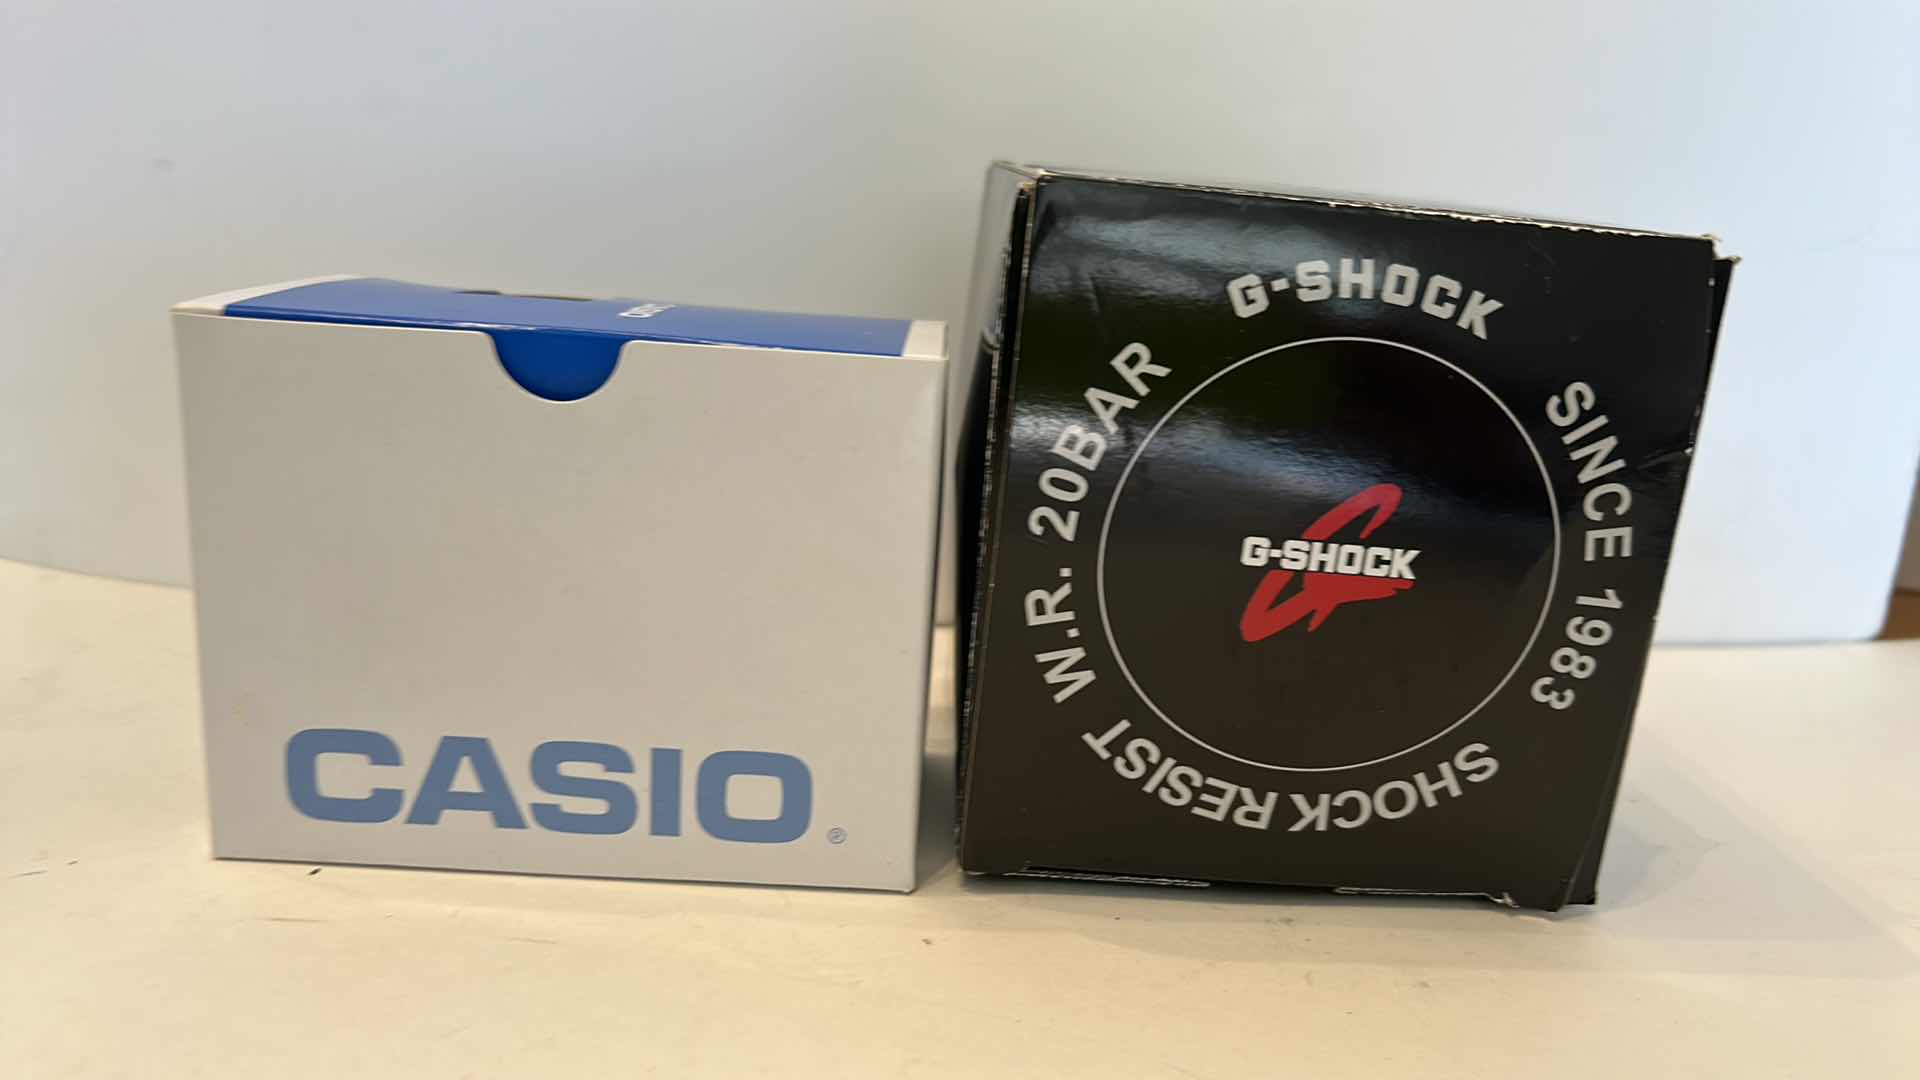 CASIO®
G-SHOCK
SINCE 1983
SHOCK RESIST
W.R. 20BAR
G-SHOCK